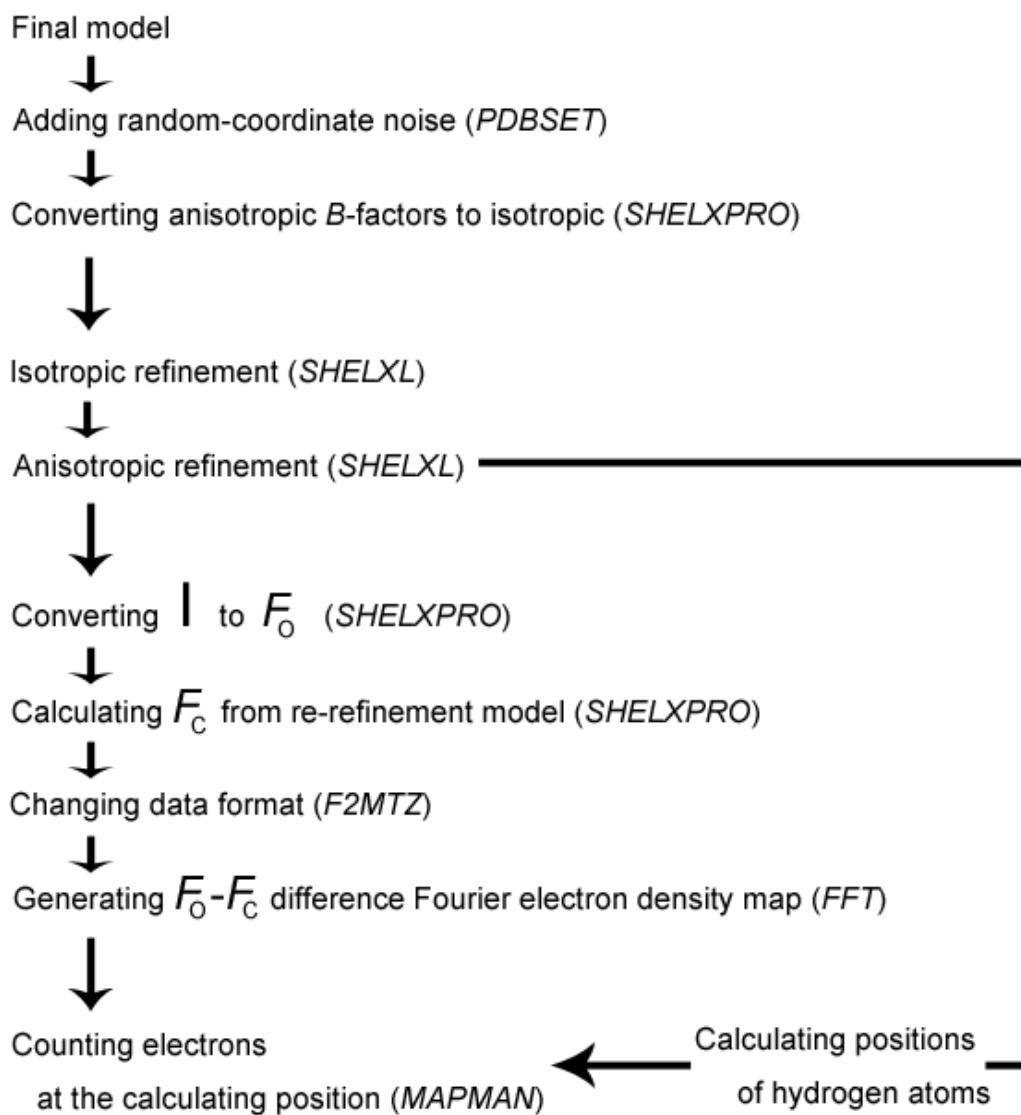 Final model
Adding random-coordinate noise (PDBSET)
Converting anisotropic B-factors to isotropic (SHELXPRO)
Isotropic refinement (SHELXL)
Anisotropic refinement (SHELXL)
Converting I to FO (SHELXPRO)
Calculating FC from re-refinement model (SHELXPRO)
Changing data format (F2MTZ)
Generating FO-FC difference Fourier electron density map (FFT)
Counting electrons
at the calculating position (MAPMAN)
Calculating positions
of hydrogen atoms